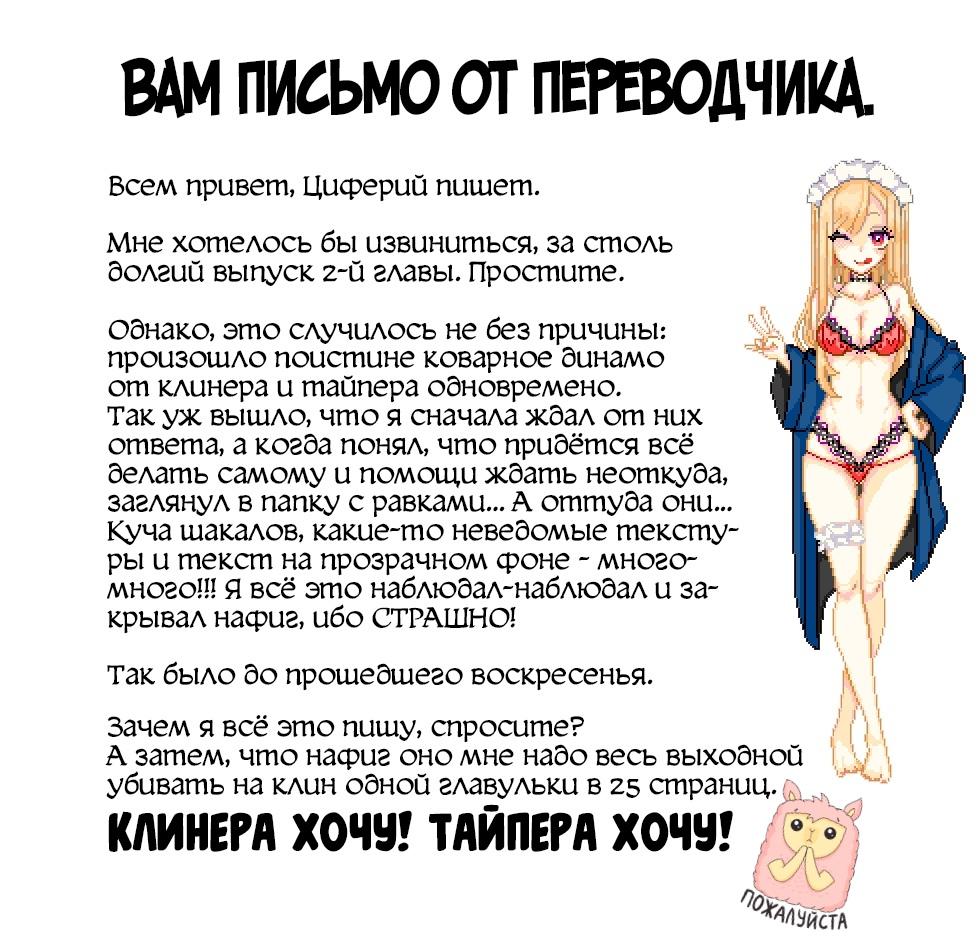 ВАМ ПИСЬМО ОТ ПЕРЕВОДЧИКА.
Всем привет, Циферий пишет.
Мне хотелось бы извиниться, за столь
долгий выпуск 2-й главы. Простите.
Однако, это случилось не без причины:
произошло поистине коварное динамо
от клинера и тайпера одновремено.
Так уж вышло, что я сначала ждал от них
ответа, а когда понял, что придётся всё
делать самому и помощи ждать неоткуда,
заглянул в папку с равками... А оттуда они...
Куча шакалов, какие-то неведомые тексту-
ры и текст на прозрачном фоне - много-
много!!! Я всё это наблюдал-наблюдал и за-
крывал нафиг, ибо СТРАШНО!
Так было до прошедшего воскресенья.
Зачем я всё это пишу, спросите?
А затем, что нафиг оно мне надо весь выходной
убивать на клин одной главульки в 25 страниц.
КЛИНЕРА ХОЧУ! ТАЙПЕРА ХОЧУ!
ПОЖАЛУЙСТА